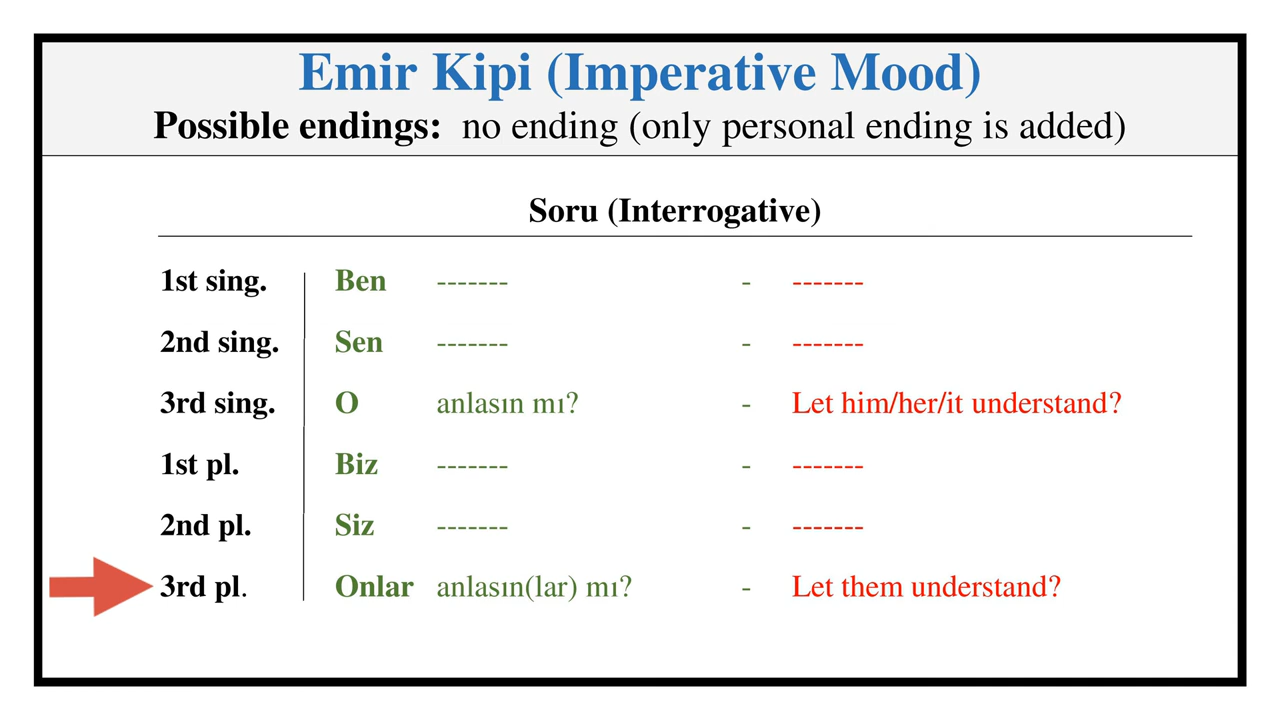 Emir Kipi (Imperative Mood)
Possible endings: no ending (only personal ending is added)
Soru (Interrogative)
1st sing. Ben ------- - -------
2nd sing. Sen ------- - -------
3rd sing. O anlasın mı? - Let him/her/it understand?
1st pl. Biz ------- - -------
2nd pl. Siz ------- - -------
3rd pl. Onlar anlasın(lar) mı? - Let them understand?